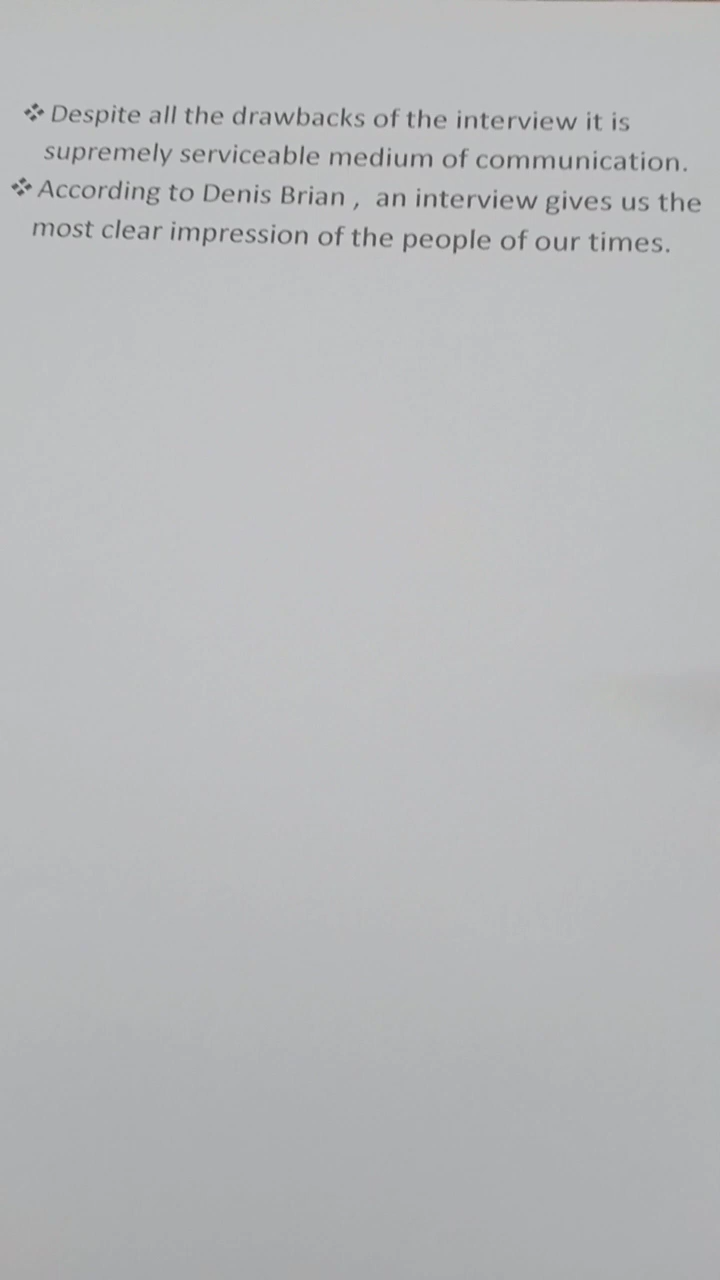 ❖ Despite all the drawbacks of the interview it is
supremely serviceable medium of communication.
❖ According to Denis Brian , an interview gives us the
most clear impression of the people of our times.